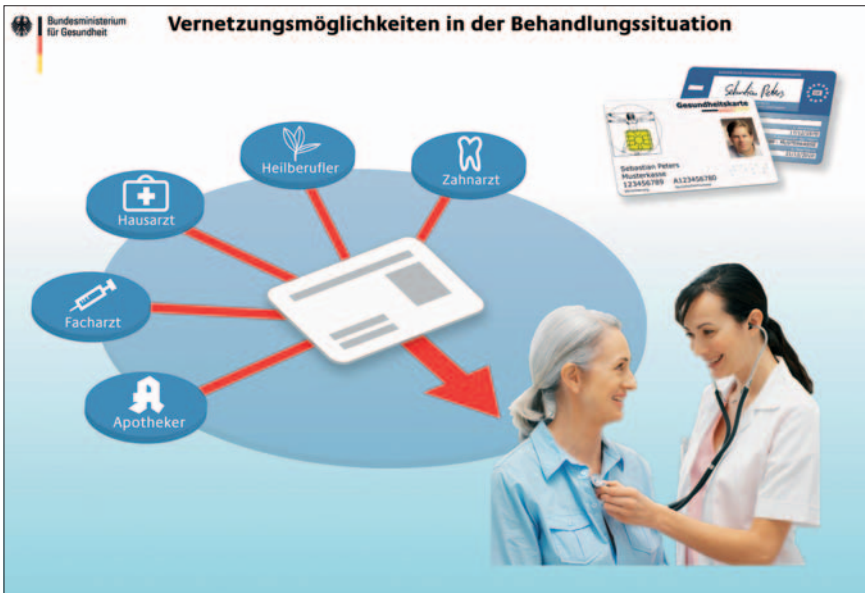 Bundesministerium
für Gesundheit
Vernetzungsmöglichkeiten in der Behandlungssituation
Gesundheitskarte
Sebastian Peters
Musterkasse
123456789 A123456780
Heilberufler
Zahnarzt
Hausarzt
Facharzt
Apotheker